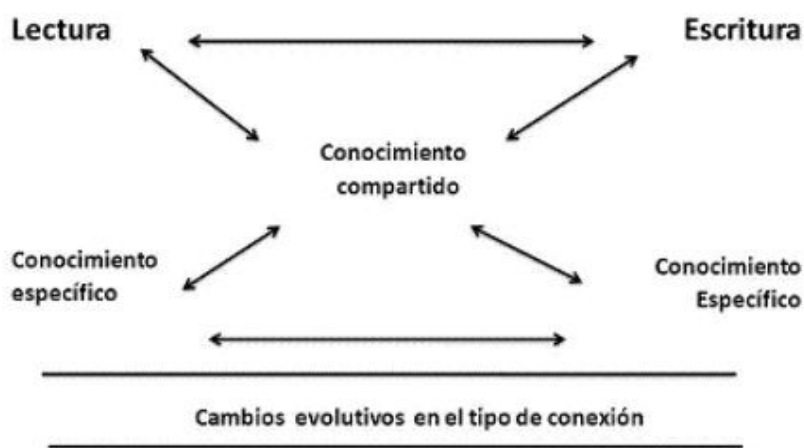 Lectura
Escritura
Conocimiento
compartido
Conocimiento
específico
Conocimiento
Específico
Cambios evolutivos en el tipo de conexión